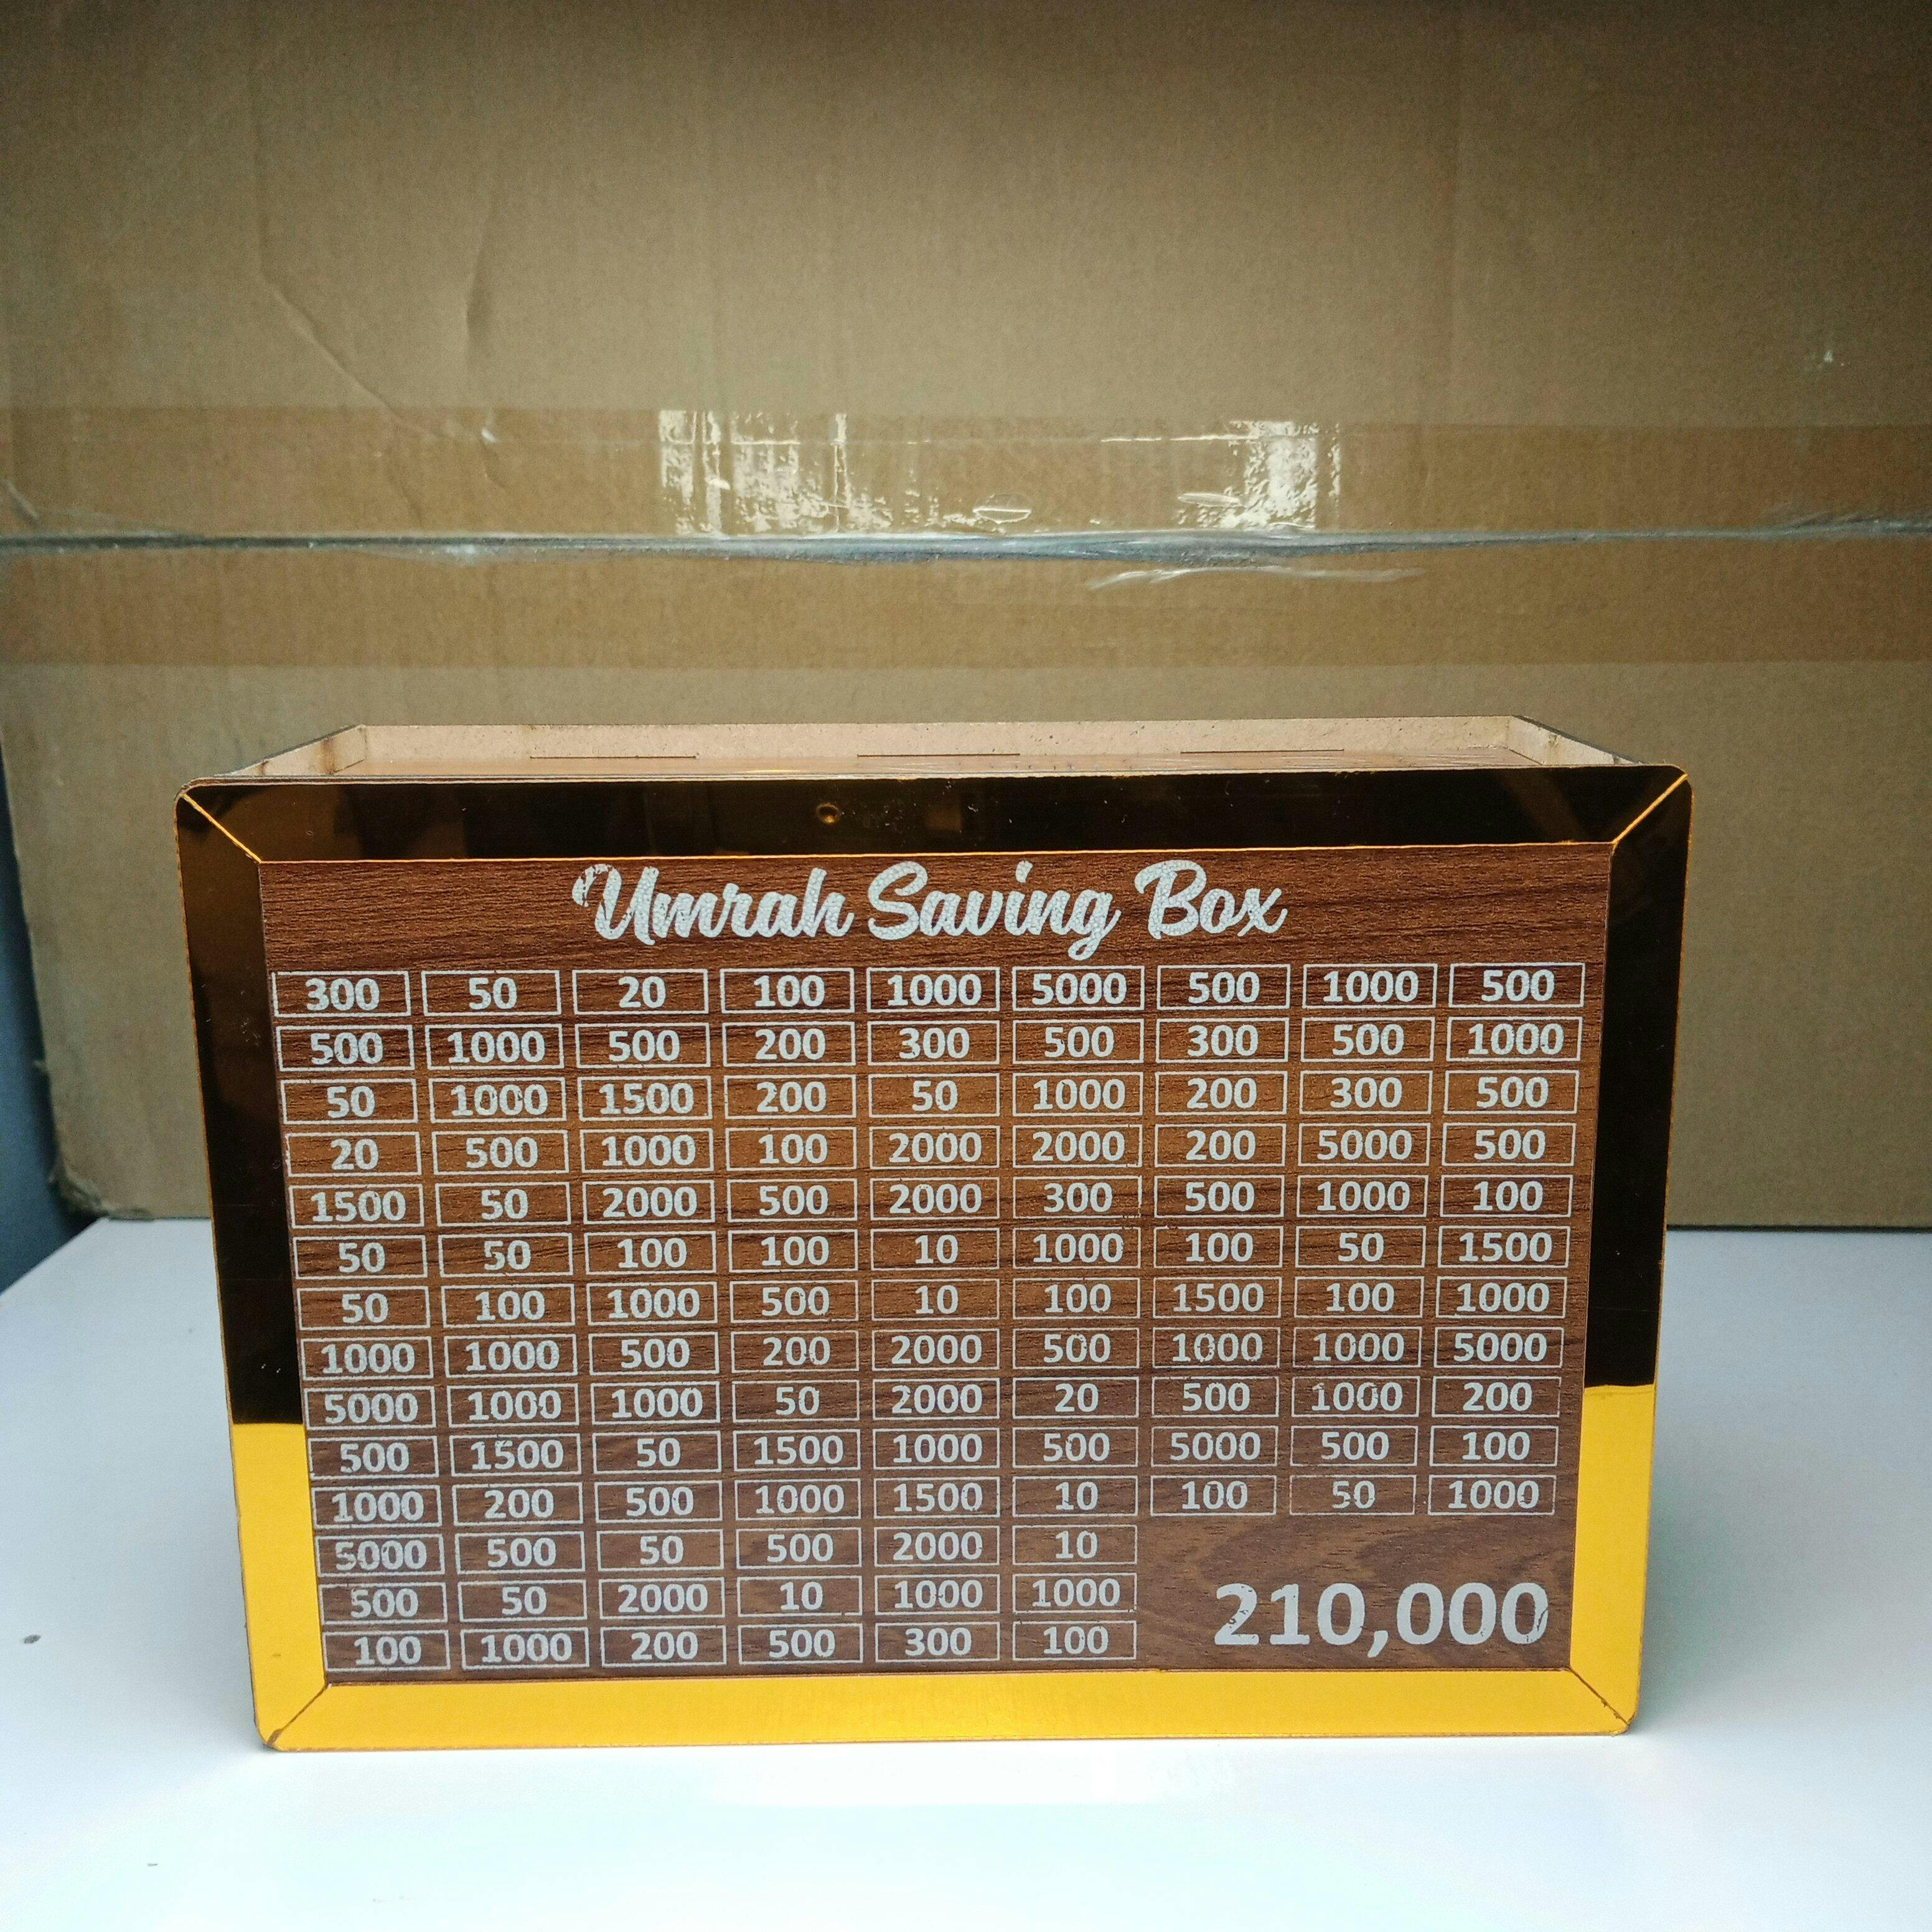 Umrah Saving Box
300 50 20 100 1000 5000 500 1000 500
500 1000 500 200 300 500 300 500 1000
50 1000 1500 200 50 1000 200 300 500
20 500 1000 100 2000 2000 200 5000 500
1500 50 2000 500 2000 300 500 1000 100
50 50 100 100 10 1000 100 50 1500
50 100 1000 500 10 100 1500 100 1000
1000 1000 500 200 2000 500 1000 1000 5000
5000 1000 1000 50 2000 20 500 1000 200
500 1500 50 1500 1000 500 5000 500 100
1000 200 500 1000 1500 10 100 50 1000
5000 500 50 500 2000 10
500 50 2000 10 1000 1000
100 1000 200 500 300 100
210,000